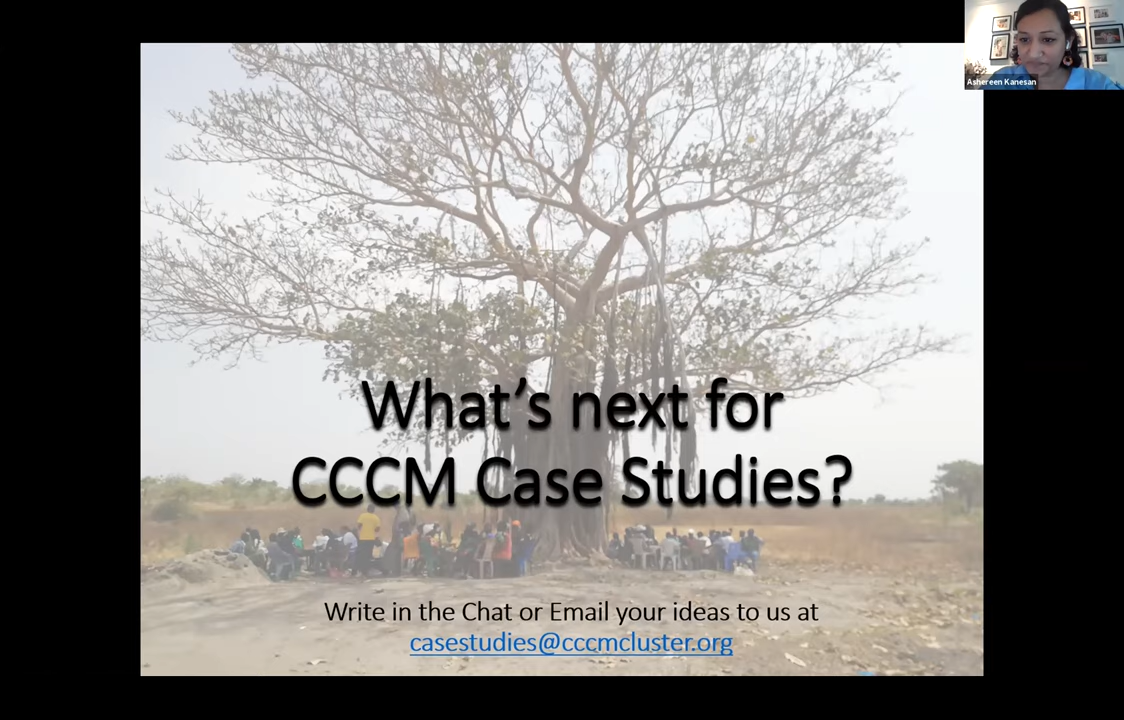 Ashereen Kanesan
What's next for
CCCM Case Studies?
Write in the Chat or Email your ideas to us at
casestudies@cccmcluster.org